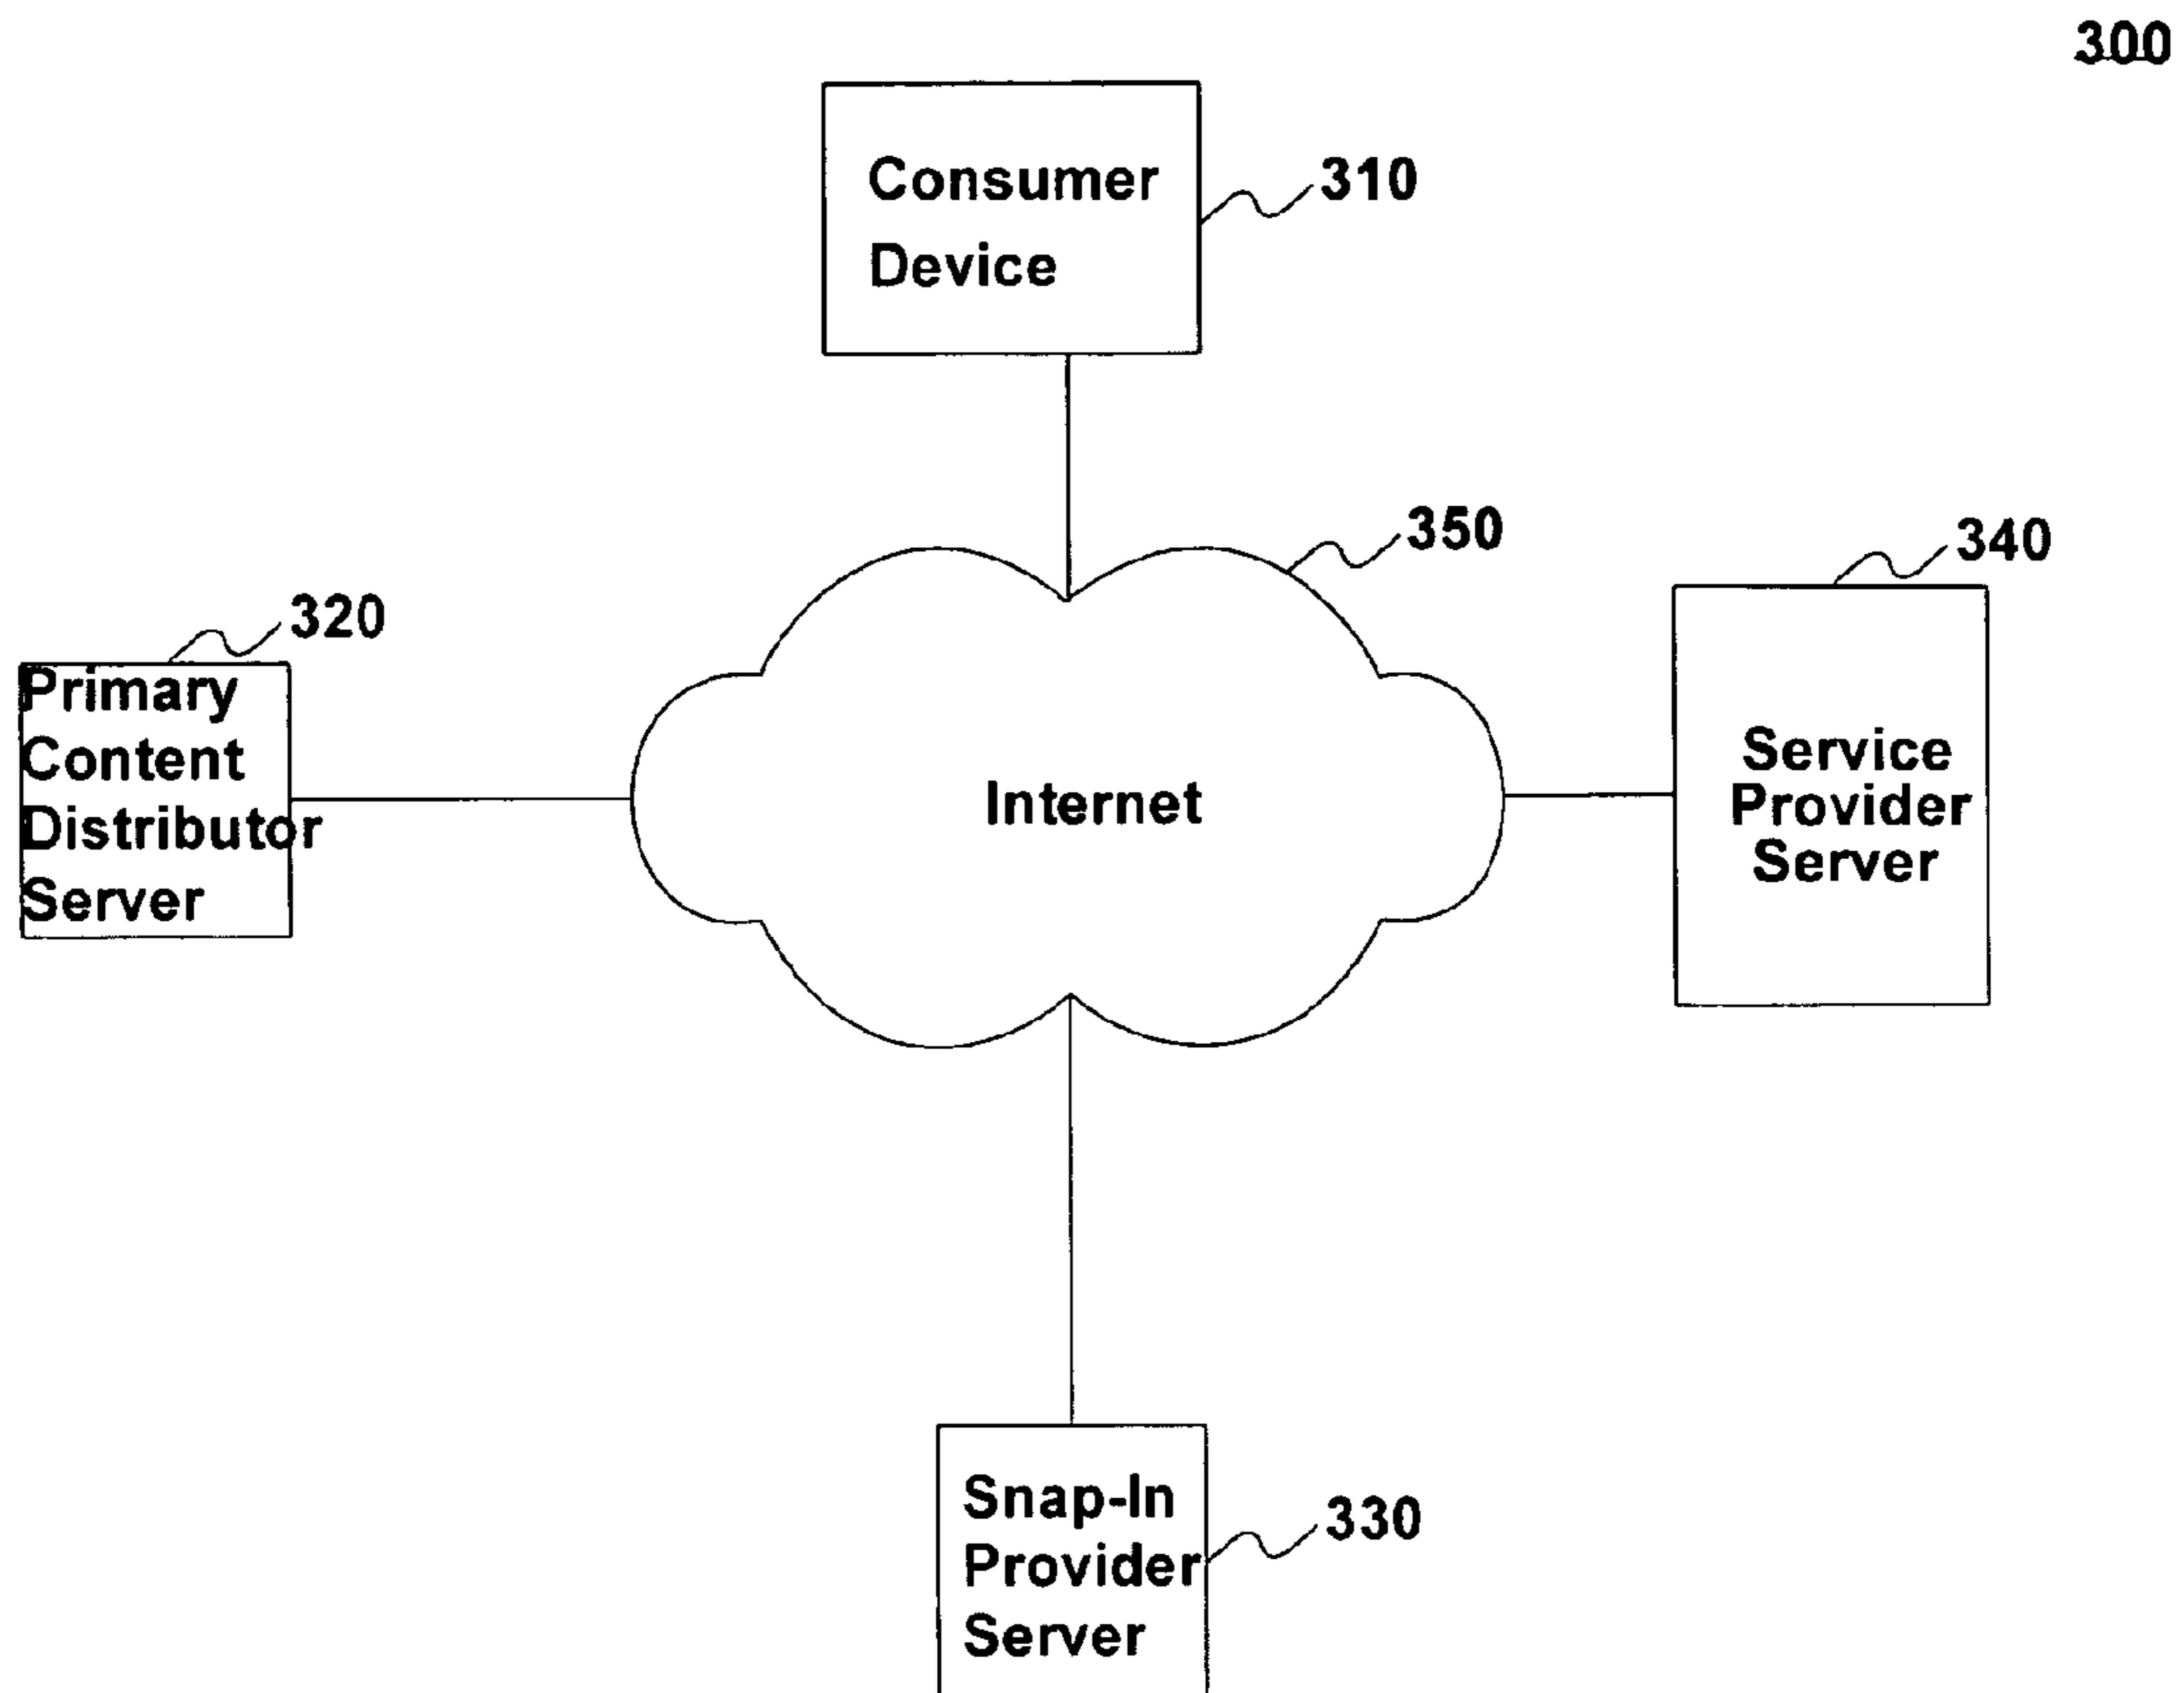 300
Consumer
Device
310
350
340
320
Primary
Content
Distributor
Server
Internet
Service
Provider
Server
Snap-In
Provider
Server
330